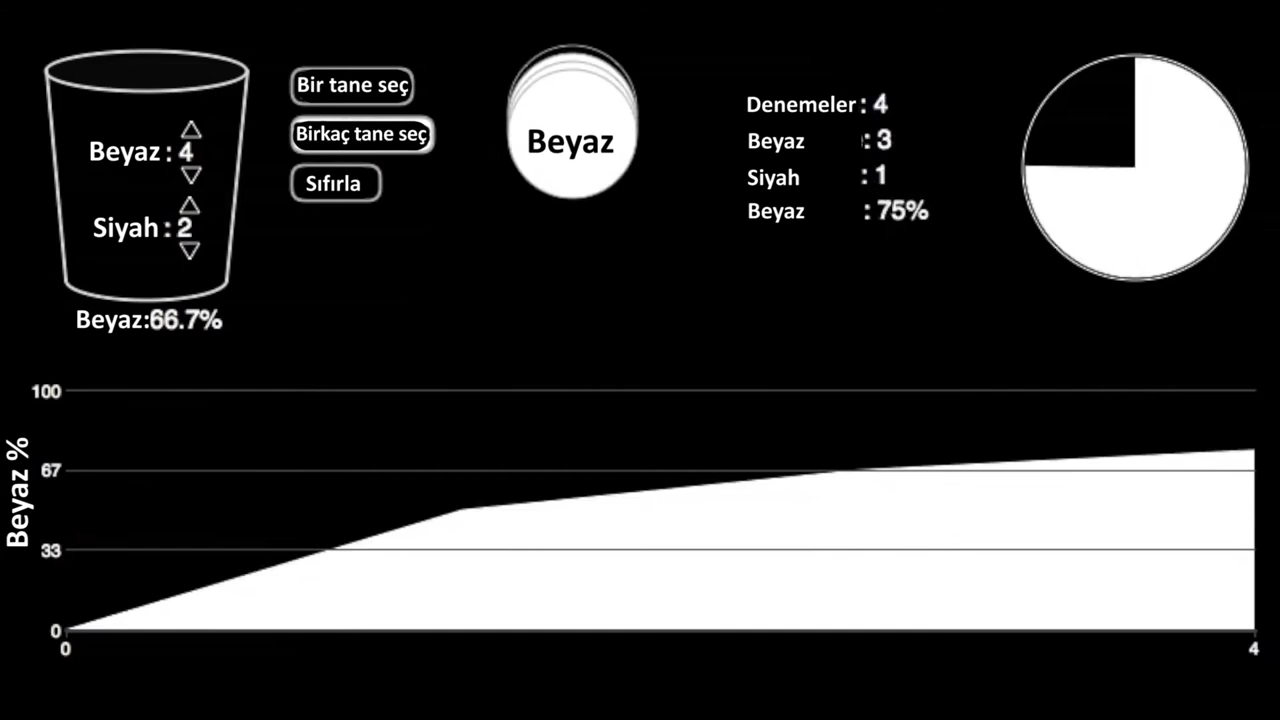 Beyaz : 4
Siyah : 2
Beyaz:66.7%
Bir tane seç
Birkaç tane seç
Sıfırla
Beyaz
Denemeler : 4
Beyaz : 3
Siyah : 1
Beyaz : 75%
Beyaz %
100
67
33
0
0
4